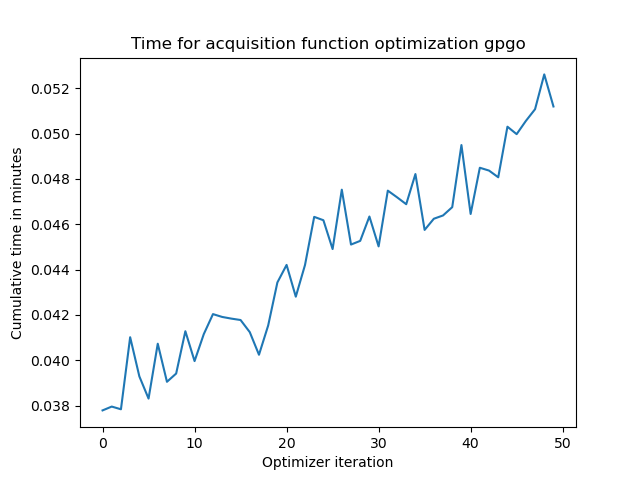 Time for acquisition function optimization gpgo
Cumulative time in minutes
0.052
0.050
0.048
0.046
0.044
0.042
0.040
0.038
0 10 20 30 40 50
Optimizer iteration